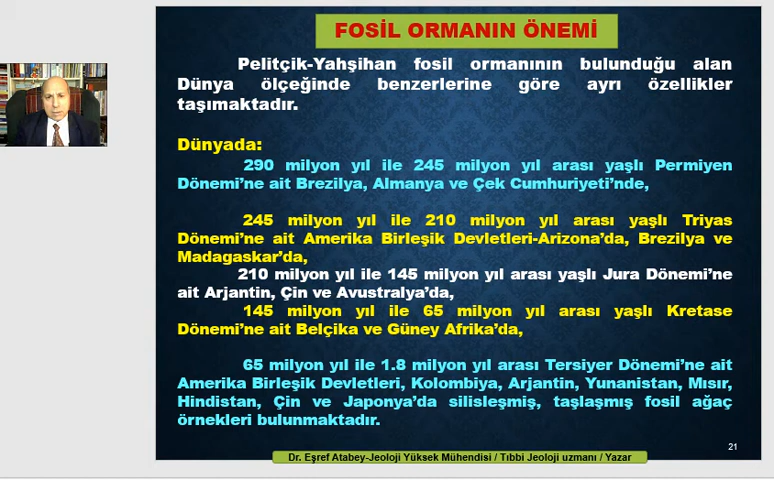 FOSİL ORMANIN ÖNEMİ
Pelitçik-Yahşihan fosil ormanının bulunduğu alan
Dünya ölçeğinde benzerlerine göre ayrı özellikler
taşımaktadır.
Dünyada:
290 milyon yıl ile 245 milyon yıl arası yaşlı Permiyen
Dönemi’ne ait Brezilya, Almanya ve Çek Cumhuriyeti’nde,
245 milyon yıl ile 210 milyon yıl arası yaşlı Triyas
Dönemi’ne ait Amerika Birleşik Devletleri-Arizona’da, Brezilya ve
Madagaskar’da,
210 milyon yıl ile 145 milyon yıl arası yaşlı Jura Dönemi’ne
ait Arjantin, Çin ve Avustralya’da,
145 milyon yıl ile 65 milyon yıl arası yaşlı Kretase
Dönemi’ne ait Belçika ve Güney Afrika’da,
65 milyon yıl ile 1.8 milyon yıl arası Tersiyer Dönemi’ne ait
Amerika Birleşik Devletleri, Kolombiya, Arjantin, Yunanistan, Mısır,
Hindistan, Çin ve Japonya’da silisleşmiş, taşlaşmış fosil ağaç
örnekleri bulunmaktadır.
21
Dr. Eşref Atabey-Jeoloji Yüksek Mühendisi / Tıbbi Jeoloji uzmanı / Yazar